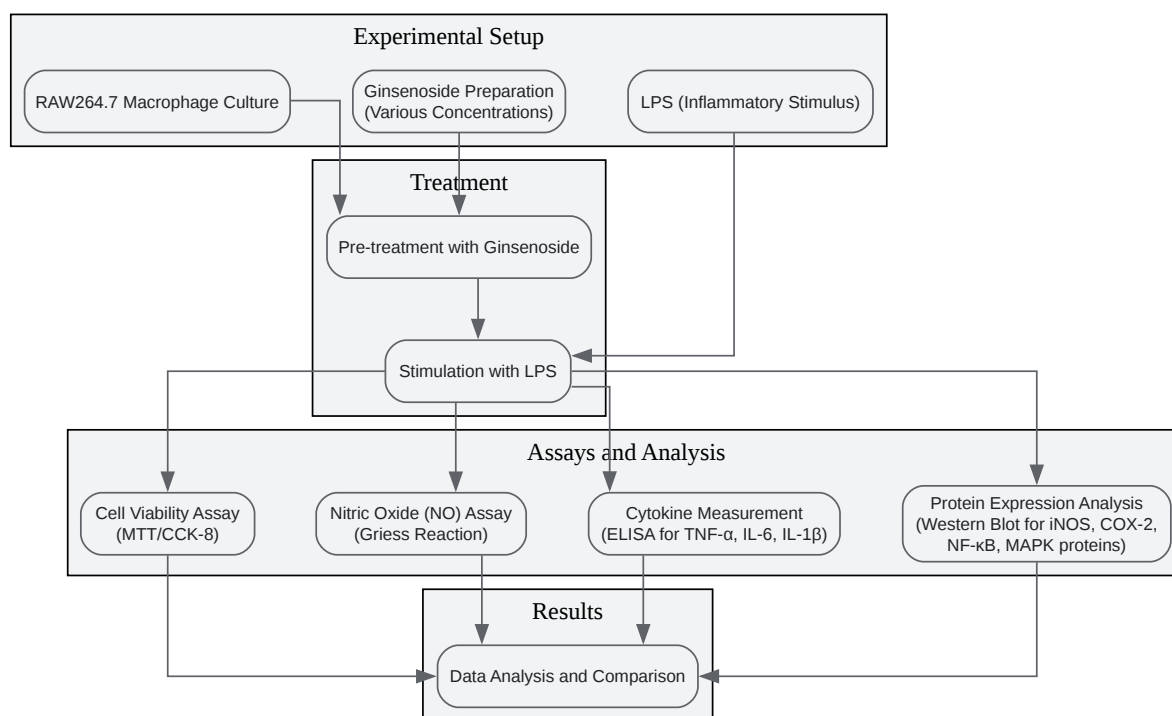 Experimental Setup
RAW264.7 Macrophage Culture
Ginsenoside Preparation
(Various Concentrations)
LPS (Inflammatory Stimulus)
Treatment
Pre-treatment with Ginsenoside
Stimulation with LPS
Assays and Analysis
Cell Viability Assay
(MTT/CCK-8)
Nitric Oxide (NO) Assay
(Griess Reaction)
Cytokine Measurement
(ELISA for TNF-α, IL-6, IL-1β)
Protein Expression Analysis
(Western Blot for iNOS, COX-2,
NF-κB, MAPK proteins)
Results
Data Analysis and Comparison